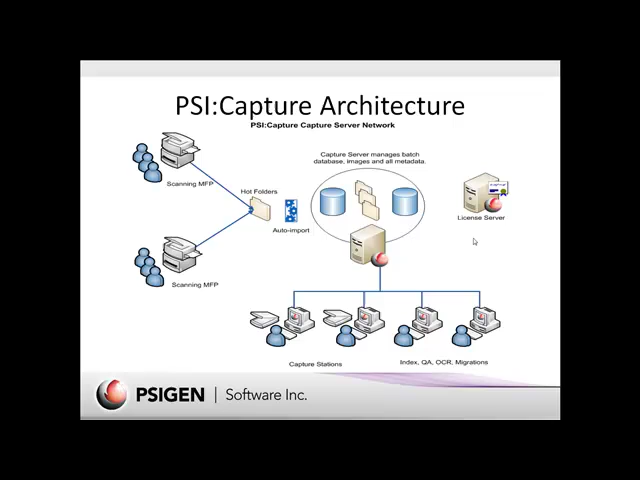 PSI:Capture Architecture
PSI:Capture Capture Server Network
Capture Server manages batch
database, images and all metadata.
Scanning MFP
Hot Folders
Auto-import
License Server
Scanning MFP
Capture Stations
Index, QA, OCR, Migrations
PSIGEN | Software Inc.